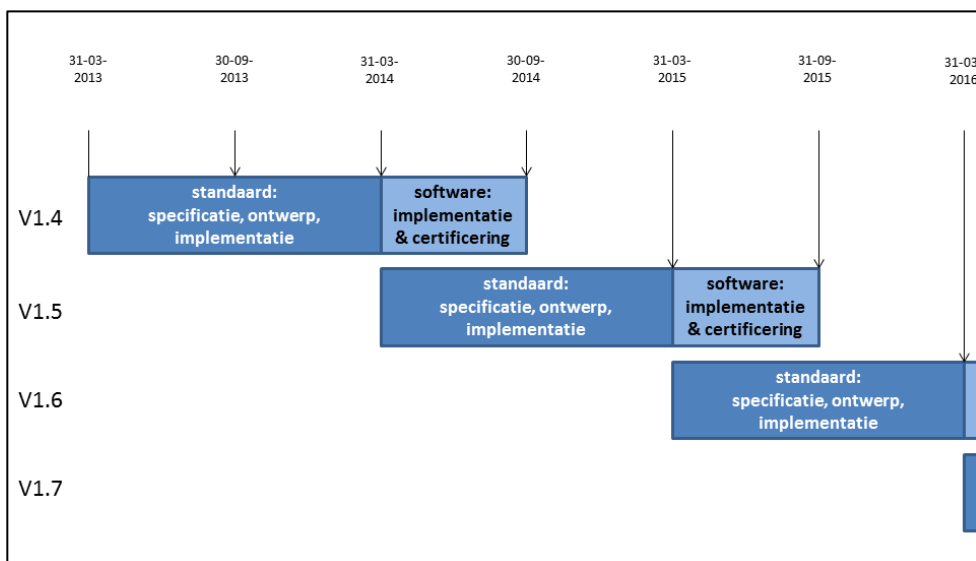 31-03-
2013
30-09-
2013
31-03-
2014
30-09-
2014
31-03-
2015
31-09-
2015
31-03
2016
V1.4
standaard:
specificatie, ontwerp,
implementatie
software:
implementatie
& certificering
V1.5
standaard:
specificatie, ontwerp,
implementatie
software:
implementatie
& certificering
V1.6
standaard:
specificatie, ontwerp,
implementatie
V1.7